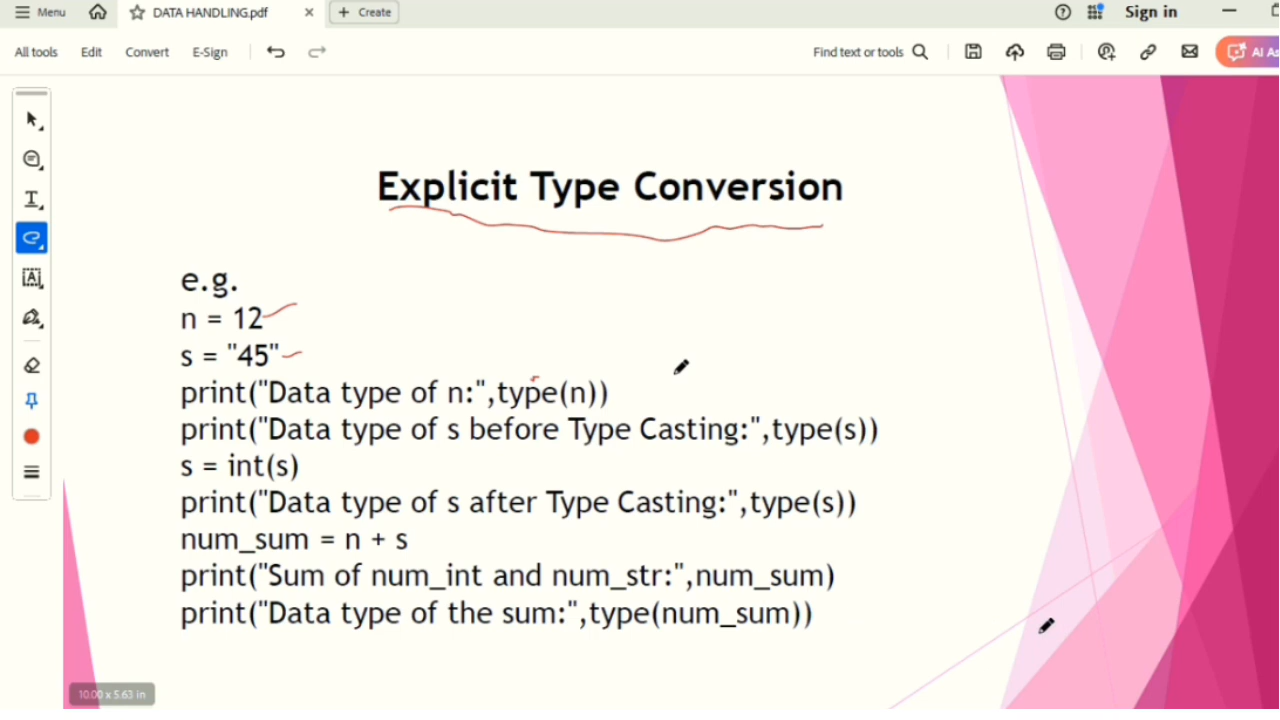 Menu DATA HANDLING.pdf × + Create Sign in
All tools Edit Convert E-Sign Find text or tools
Explicit Type Conversion
e.g.
n = 12
s = "45"
print("Data type of n:",type(n))
print("Data type of s before Type Casting:",type(s))
s = int(s)
print("Data type of s after Type Casting:",type(s))
num_sum = n + s
print("Sum of num_int and num_str:",num_sum)
print("Data type of the sum:",type(num_sum))
10.00 x 5.63 in